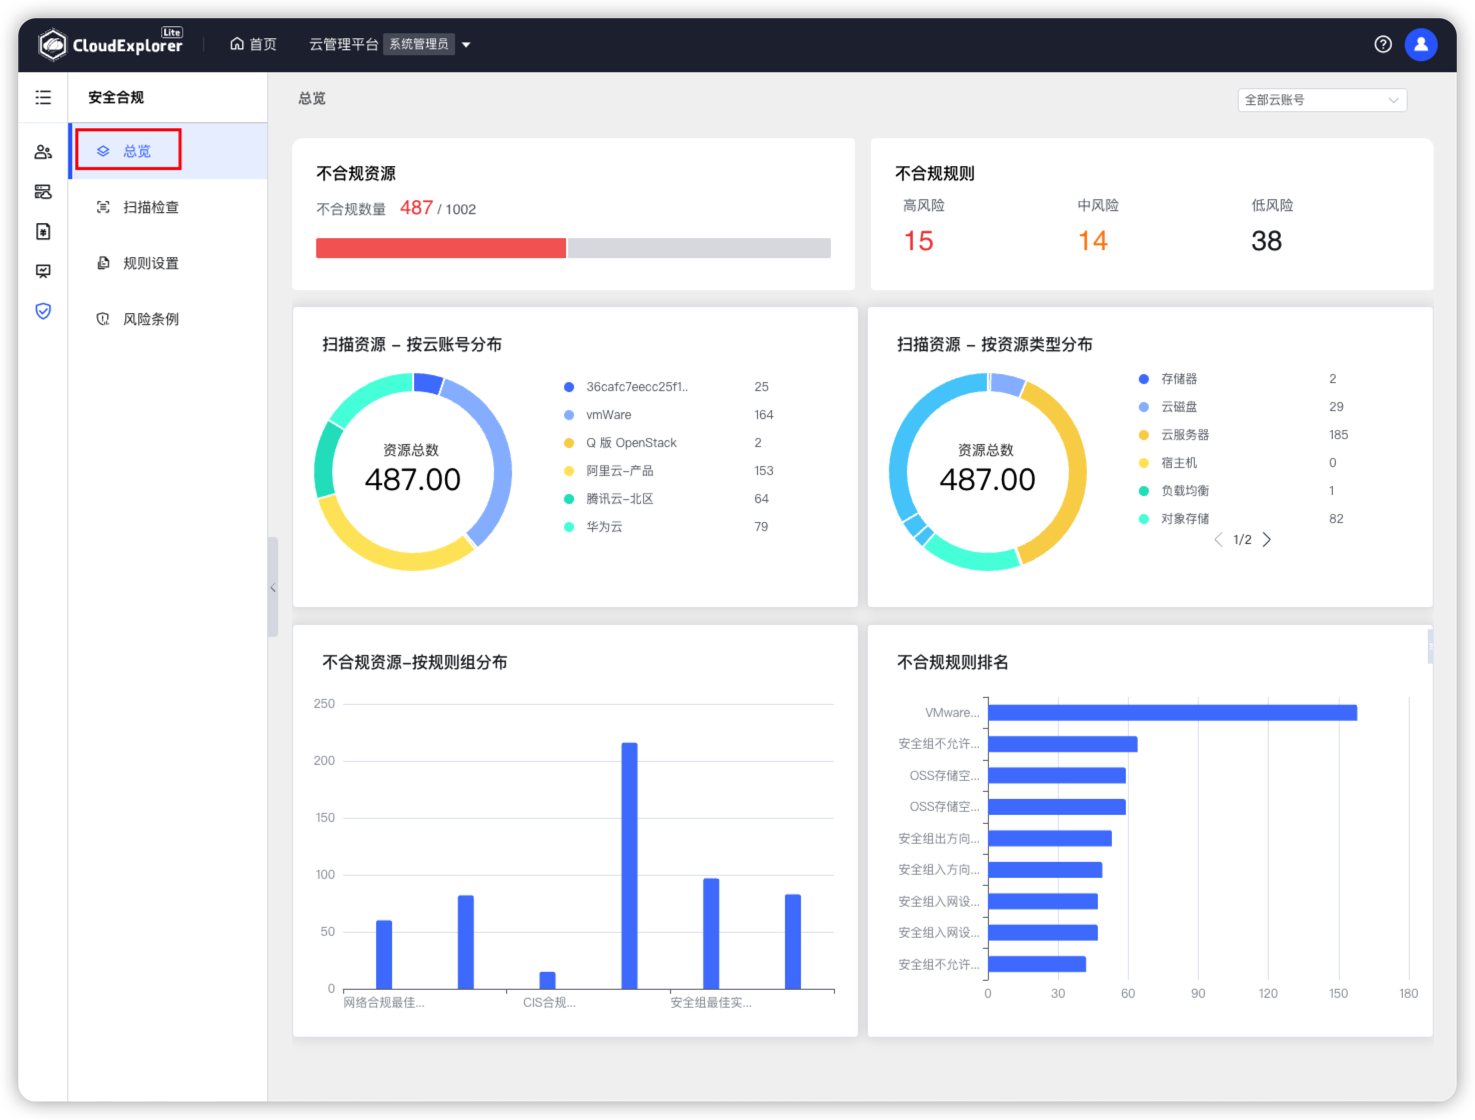 CloudExplorer Lite
首页
云管理平台 系统管理员
安全合规
总览
扫描检查
规则设置
风险条例
总览
全部云账号
不合规资源
不合规数量 487 / 1002
不合规规则
高风险 中风险 低风险
15 14 38
扫描资源 – 按云账号分布
资源总数
487.00
36cafc7eecc25f1.. 25
vmWare 164
Q 版 OpenStack 2
阿里云–产品 153
腾讯云–北区 64
华为云 79
扫描资源 – 按资源类型分布
资源总数
487.00
存储器 2
云磁盘 29
云服务器 185
宿主机 0
负载均衡 1
对象存储 82
1/2
不合规资源–按规则组分布
250
200
150
100
50
0
网络合规最佳... CIS合规... 安全组最佳实...
不合规规则排名
VMware...
安全组不允许...
OSS存储空...
OSS存储空...
安全组出方向...
安全组入方向...
安全组入网设...
安全组入网设...
安全组不允许...
0 30 60 90 120 150 180